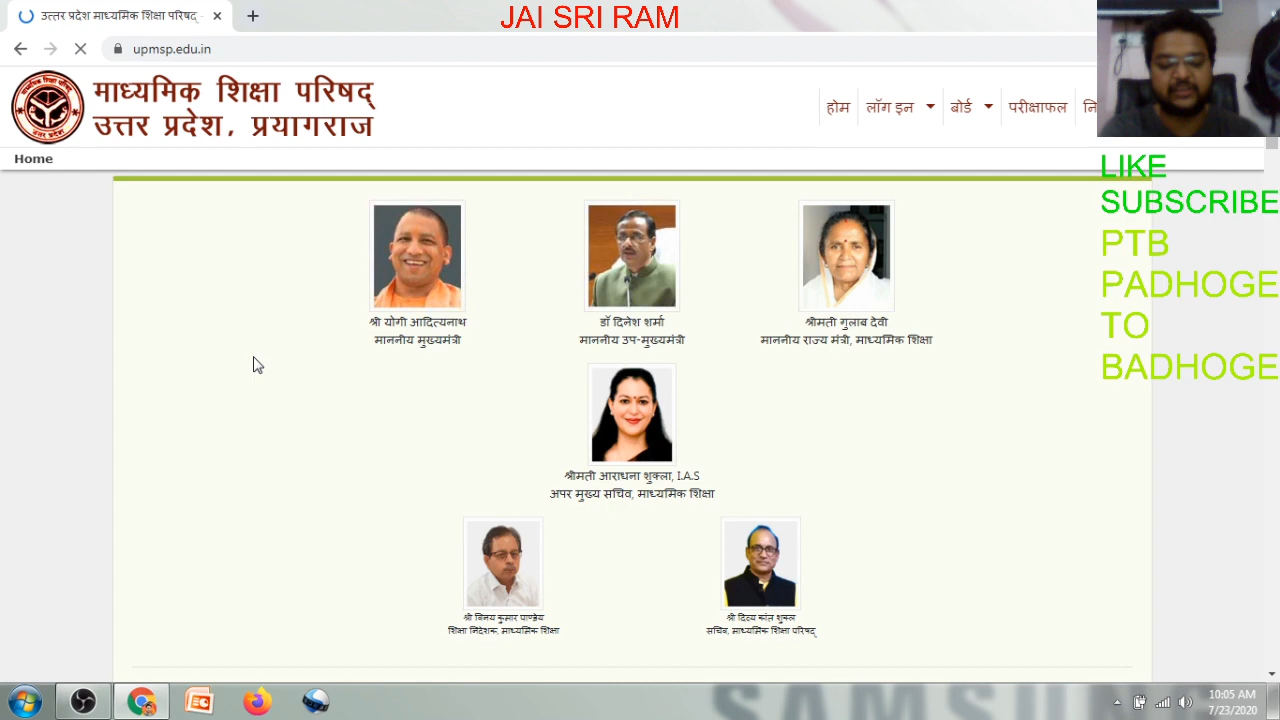 उत्तर प्रदेश माध्यमिक शिक्षा परिषद् -
JAI SRI RAM
upmsp.edu.in
माध्यमिक शिक्षा परिषद्
उत्तर प्रदेश, प्रयागराज
होम लॉग इन बोर्ड परीक्षाफल
Home
LIKE
SUBSCRIBE
PTB
PADHOGE
TO
BADHOGE
श्री योगी आदित्यनाथ
माननीय मुख्यमंत्री
डॉ दिनेश शर्मा
माननीय उप-मुख्यमंत्री
श्रीमती गुलाब देवी
माननीय राज्य मंत्री, माध्यमिक शिक्षा
श्रीमती आराधना शुक्ला, I.A.S
अपर मुख्य सचिव, माध्यमिक शिक्षा
श्री विनय कुमार पाण्डेय
शिक्षा निदेशक, माध्यमिक शिक्षा
श्री दिव्य कांत शुक्ल
सचिव, माध्यमिक शिक्षा परिषद्
10:05 AM
7/23/2020